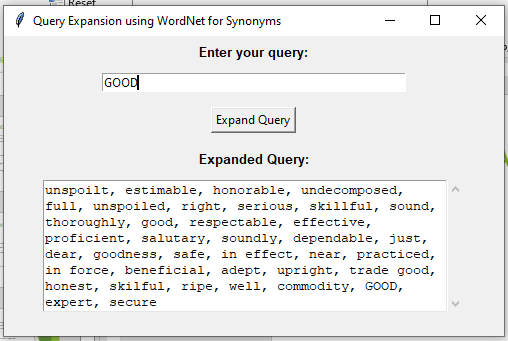 Reset
Query Expansion using WordNet for Synonyms
Enter your query:
GOOD
Expand Query
Expanded Query:
unspoilt, estimable, honorable, undecomposed,
full, unspoiled, right, serious, skillful, sound,
thoroughly, good, respectable, effective,
proficient, salutary, soundly, dependable, just,
dear, goodness, safe, in effect, near, practiced,
in force, beneficial, adept, upright, trade good,
honest, skilful, ripe, well, commodity, GOOD,
expert, secure